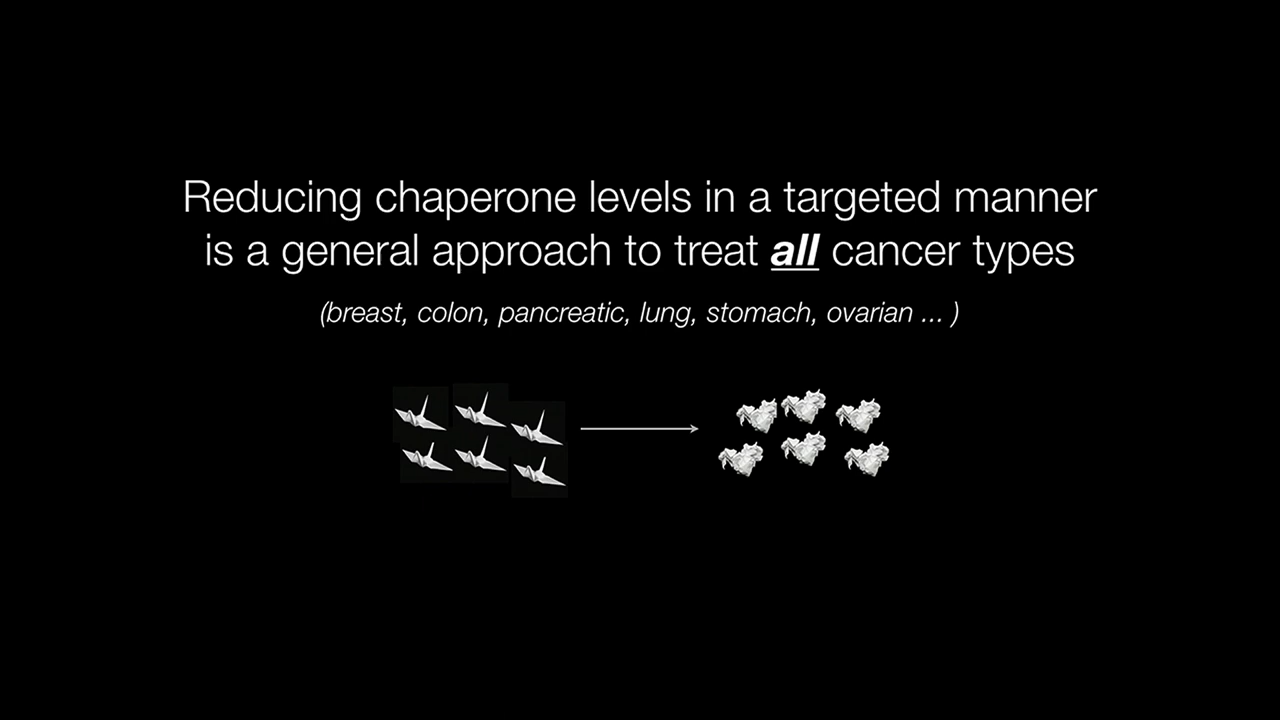 Reducing chaperone levels in a targeted manner
is a general approach to treat all cancer types
(breast, colon, pancreatic, lung, stomach, ovarian ... )